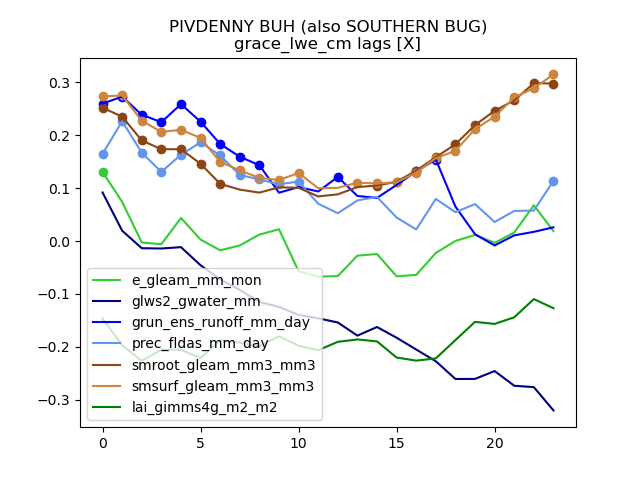 PIVDENNY BUH (also SOUTHERN BUG)
grace_lwe_cm lags [X]
0.3
0.2
0.1
0.0
−0.1
−0.2
−0.3
e_gleam_mm_mon
glws2_gwater_mm
grun_ens_runoff_mm_day
prec_fldas_mm_day
smroot_gleam_mm3_mm3
smsurf_gleam_mm3_mm3
lai_gimms4g_m2_m2
0 5 10 15 20